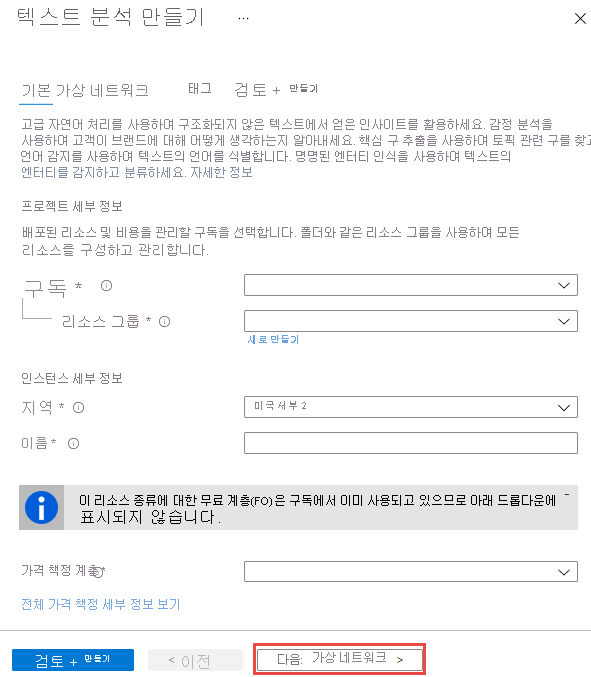 텍스트 분석 만들기 ...
기본 가상 네트워크 태그 검토 + 만들기
고급 자연어 처리를 사용하여 구조화되지 않은 텍스트에서 얻은 인사이트를 활용하세요. 감정 분석을
사용하여 고객이 브랜드에 대해 어떻게 생각하는지 알아내세요. 핵심 구 추출을 사용하여 토픽 관련 구를 찾고
언어 감지를 사용하여 텍스트의 언어를 식별합니다. 명명된 엔터티 인식을 사용하여 텍스트의
엔터티를 감지하고 분류하세요. 자세한 정보
프로젝트 세부 정보
배포된 리소스 및 비용을 관리할 구독을 선택합니다. 폴더와 같은 리소스 그룹을 사용하여 모든
리소스를 구성하고 관리합니다.
구독 *
리소스 그룹 *
새로 만들기
인스턴스 세부 정보
지역 * 미국 서부 2
이름 *
이 리소스 종류에 대한 무료 계층(FO)은 구독에서 이미 사용되고 있으므로 아래 드롭다운에
표시되지 않습니다.
가격 책정 계층*
전체 가격 책정 세부 정보 보기
검토 + 만들기 < 이전 다음: 가상 네트워크 >